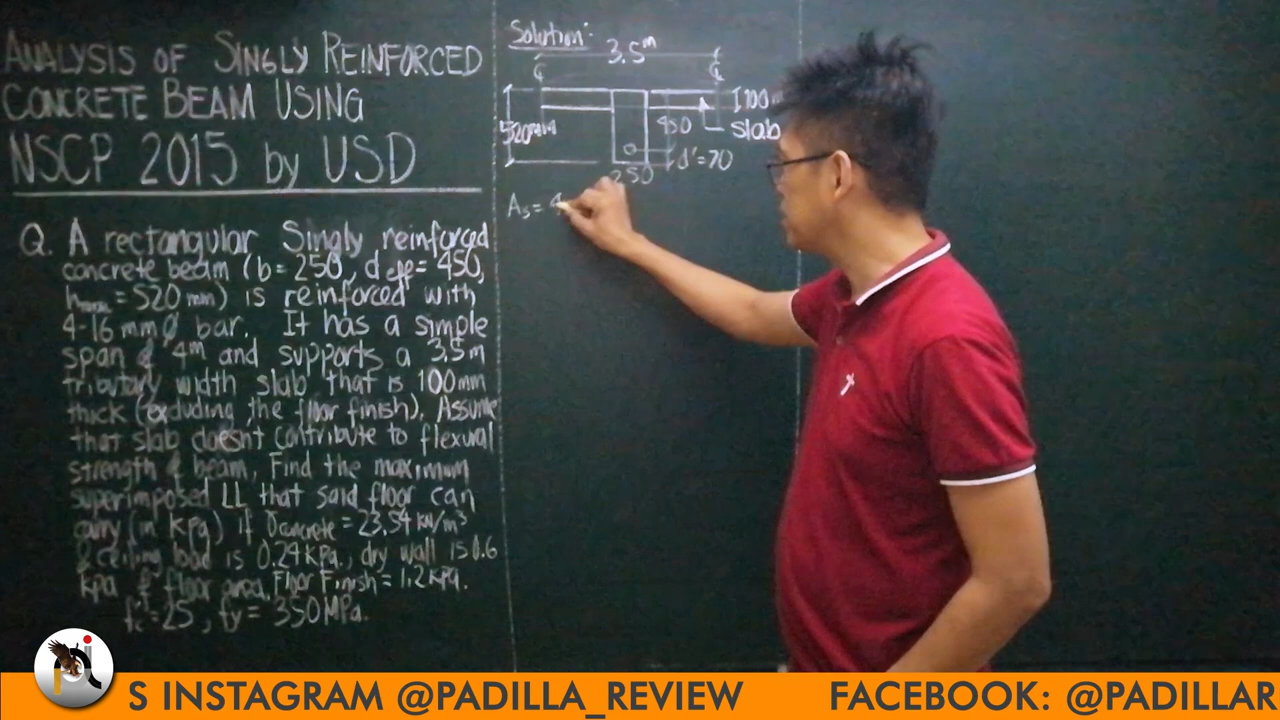 ANALYSIS OF SINGLY REINFORCED
CONCRETE BEAM USING
NSCP 2015 by USD
Q. A rectangular Singly reinforced
concrete beam (b=250, d eff= 450,
h = 520 mm) is reinforced with
4-16 mm Ø bar. It has a simple
span of 4m and supports a 3.5m
tributary width slab that is 100mm
thick (excluding the floor finish). Assume
that slab doesn't contribute to flexural
strength of beam, Find the maximum
superimposed LL that said floor can
carry (in kPa) if γconcrete = 23.54 kN/m³
& ceiling load is 0.24 kPa, dry wall is 0.6
kpa of floor area, Floor Finish = 1.2 kPa.
fc'=25, fy = 350 MPa.
Solution:
3.5m
100
slab
520mm
450
d'=70
250
As = 4
S INSTAGRAM @PADILLA_REVIEW FACEBOOK: @PADILLAR